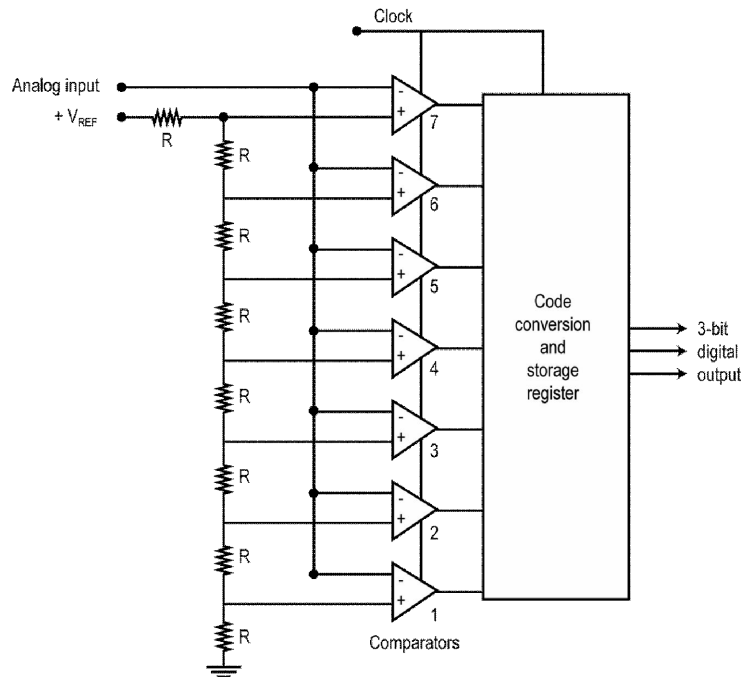 Clock
Analog input
+ VREF
R
R
R
R
R
R
R
R
- + 7
- + 6
- + 5
- + 4
- + 3
- + 2
- + 1
Comparators
Code
conversion
and
storage
register
3-bit
digital
output